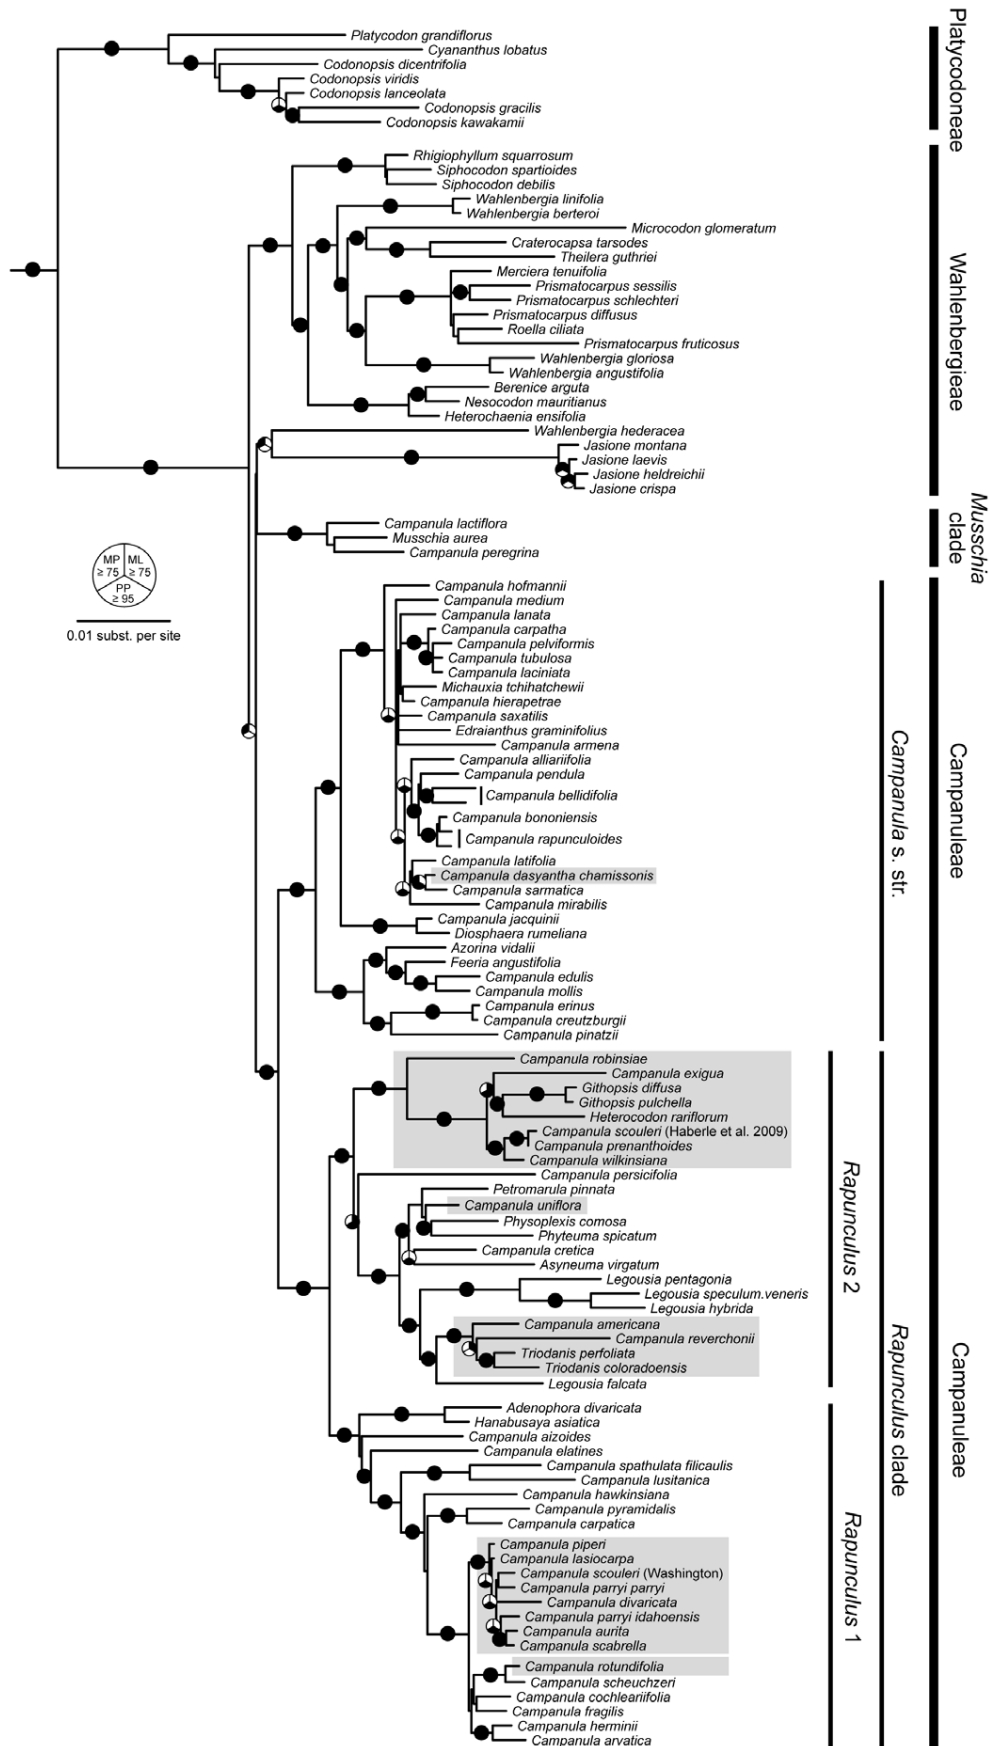 Platycodon grandiflorus
Cyananthus lobatus
Codonopsis dicentrifolia
Codonopsis viridis
Codonopsis lanceolata
Codonopsis gracilis
Codonopsis kawakamii
Platycodoneae
Rhigiophyllum squarrosum
Siphocodon spartioides
Siphocodon debilis
Wahlenbergia linifolia
Wahlenbergia berteroi
Microcodon glomeratum
Craterocapsa tarsodes
Theilera guthriei
Merciera tenuifolia
Prismatocarpus sessilis
Prismatocarpus schlechteri
Prismatocarpus diffusus
Roella ciliata
Prismatocarpus fruticosus
Wahlenbergia gloriosa
Wahlenbergia angustifolia
Berenice arguta
Nesocodon mauritianus
Heterochaenia ensifolia
Wahlenbergia hederacea
Jasione montana
Jasione laevis
Jasione heldreichii
Jasione crispa
Wahlenbergieae
Campanula lactiflora
Musschia aurea
Campanula peregrina
Musschia
clade
MP
≥ 75
ML
≥ 75
PP
≥ 95
0.01 subst. per site
Campanula hofmannii
Campanula medium
Campanula lanata
Campanula carpatha
Campanula pelviformis
Campanula tubulosa
Campanula laciniata
Michauxia tchihatchewii
Campanula hierapetrae
Campanula saxatilis
Edraianthus graminifolius
Campanula armena
Campanula alliariifolia
Campanula pendula
Campanula bellidifolia
Campanula bononiensis
Campanula rapunculoides
Campanula latifolia
Campanula dasyantha chamissonis
Campanula sarmatica
Campanula mirabilis
Campanula jacquinii
Diosphaera rumeliana
Azorina vidalii
Feeria angustifolia
Campanula edulis
Campanula mollis
Campanula erinus
Campanula creutzburgii
Campanula pinatzii
Campanula s. str.
Campanuleae
Campanula robinsiae
Campanula exigua
Githopsis diffusa
Githopsis pulchella
Heterocodon rariflorum
Campanula scouleri (Haberle et al. 2009)
Campanula prenanthoides
Campanula wilkinsiana
Campanula persicifolia
Petromarula pinnata
Campanula uniflora
Physoplexis comosa
Phyteuma spicatum
Campanula cretica
Asyneuma virgatum
Legousia pentagonia
Legousia speculum.veneris
Legousia hybrida
Campanula americana
Campanula reverchonii
Triodanis perfoliata
Triodanis coloradoensis
Legousia falcata
Rapunculus 2
Adenophora divaricata
Hanabusaya asiatica
Campanula aizoides
Campanula elatines
Campanula spathulata filicaulis
Campanula lusitanica
Campanula hawkinsiana
Campanula pyramidalis
Campanula carpatica
Campanula piperi
Campanula lasiocarpa
Campanula scouleri (Washington)
Campanula parryi parryi
Campanula divaricata
Campanula parryi idahoensis
Campanula aurita
Campanula scabrella
Campanula rotundifolia
Campanula scheuchzeri
Campanula cochleariifolia
Campanula fragilis
Campanula herminii
Campanula arvatica
Rapunculus 1
Rapunculus clade
Campanuleae